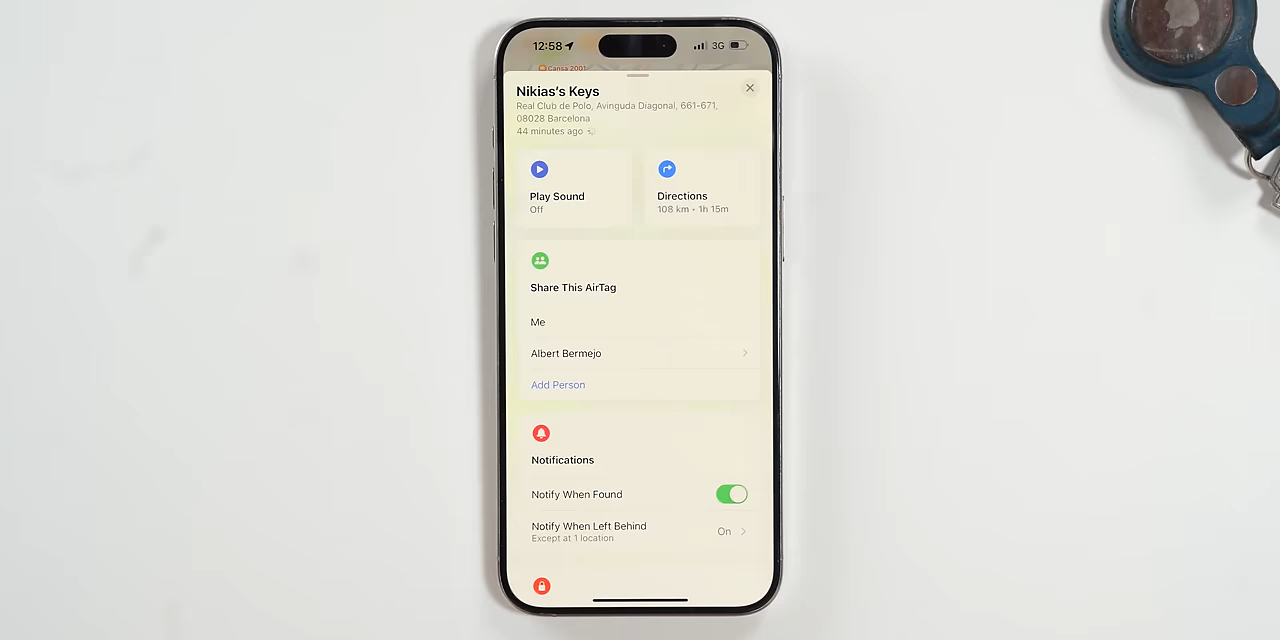 12:58
3G
Cansa 2001
Nikias's Keys
Real Club de Polo, Avinguda Diagonal, 661-671,
08028 Barcelona
44 minutes ago
Play Sound
Off
Directions
108 km • 1h 15m
Share This AirTag
Me
Albert Bermejo
Add Person
Notifications
Notify When Found
Notify When Left Behind
On
Except at 1 location